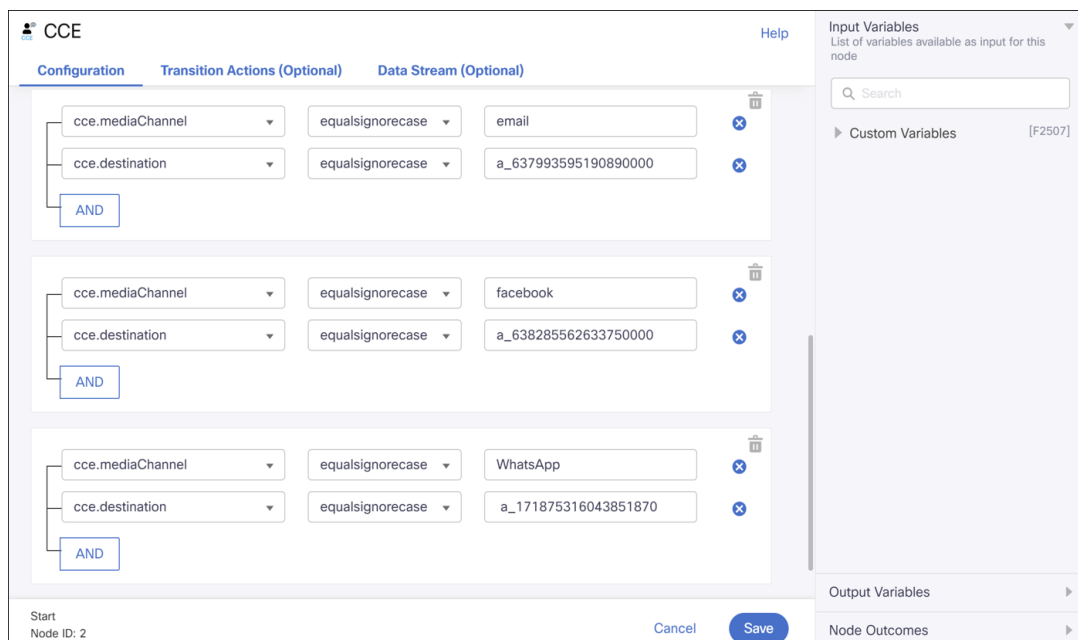 CCE
Help
Configuration Transition Actions (Optional) Data Stream (Optional)
cce.mediaChannel equalsignorecase email
cce.destination equalsignorecase a_637993595190890000
AND
cce.mediaChannel equalsignorecase facebook
cce.destination equalsignorecase a_638285562633750000
AND
cce.mediaChannel equalsignorecase WhatsApp
cce.destination equalsignorecase a_171875316043851870
AND
Start
Node ID: 2
Cancel Save
Input Variables
List of variables available as input for this
node
Search
Custom Variables [F2507]
Output Variables
Node Outcomes